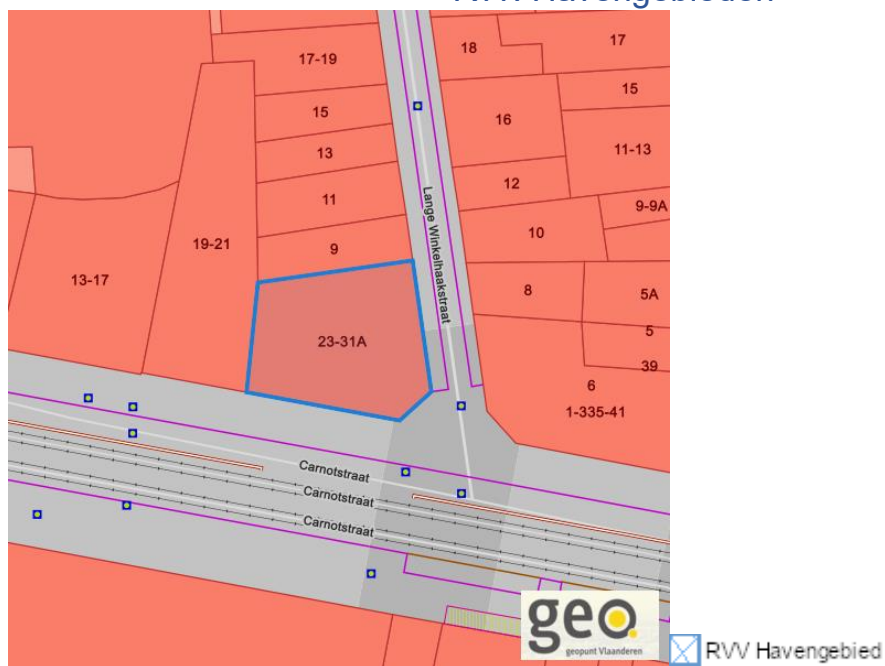 RVV Havengebieden
17-19
18
17
15
15
16
13
11-13
12
11
9-9A
Lange Winkelhaakstraat
10
19-21
9
13-17
8
5A
5
23-31A
39
6
1-335-41
Carnotstraat
Carnotstraat
Carnotstraat
geo
geopunt Vlaanderen
RVV Havengebied